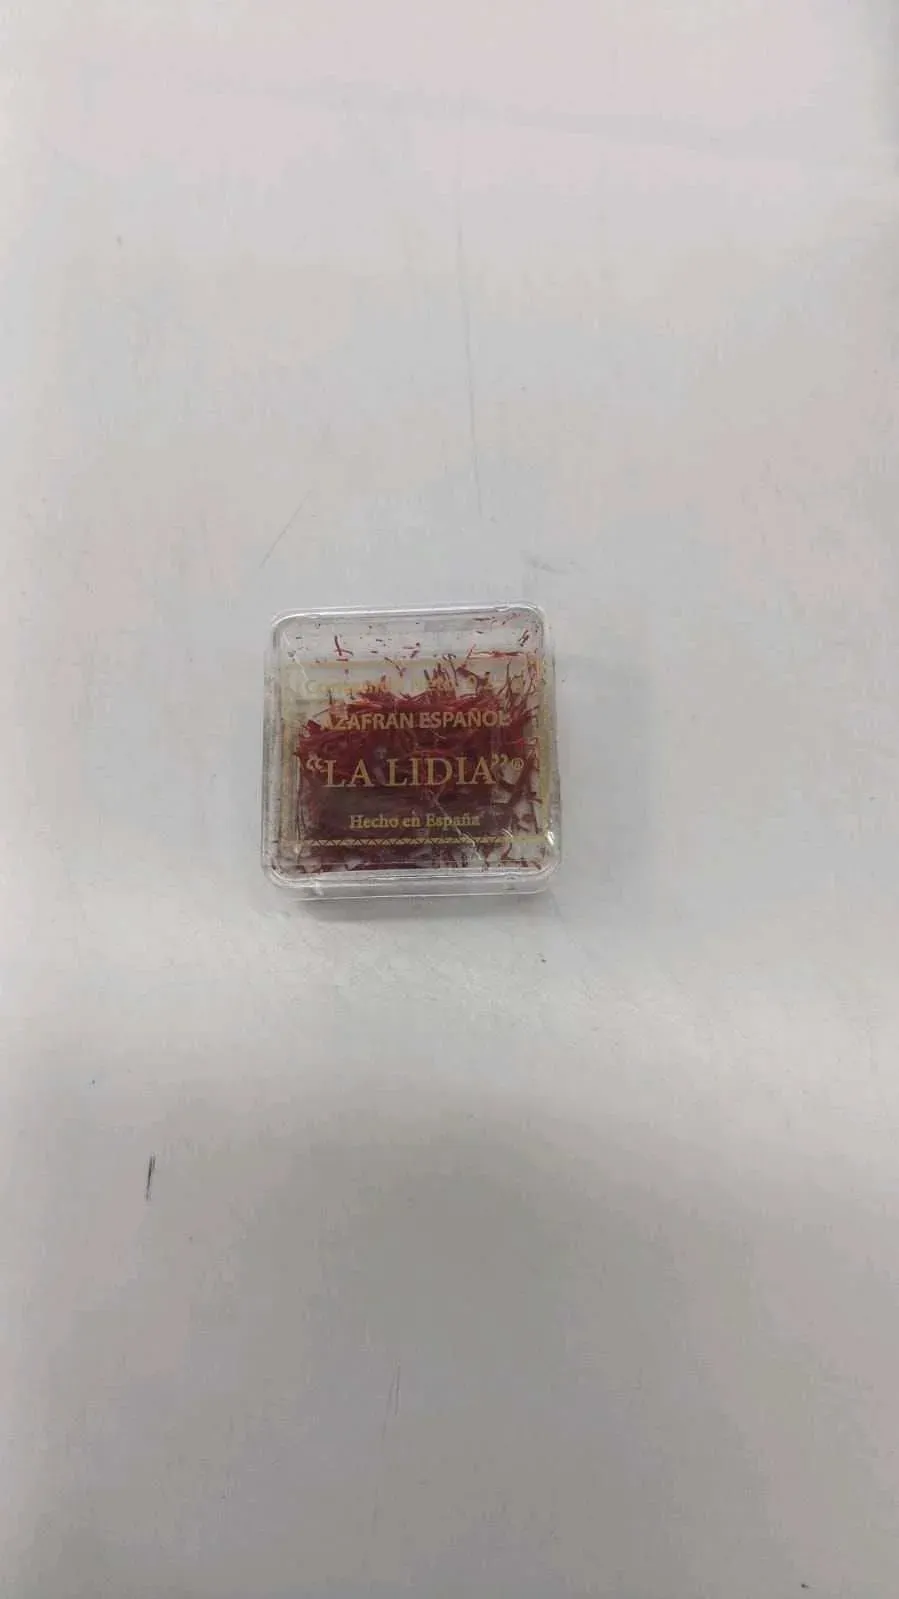 AZAFRAN ESPAÑOL
“LA LIDIA”®
Hecho en España